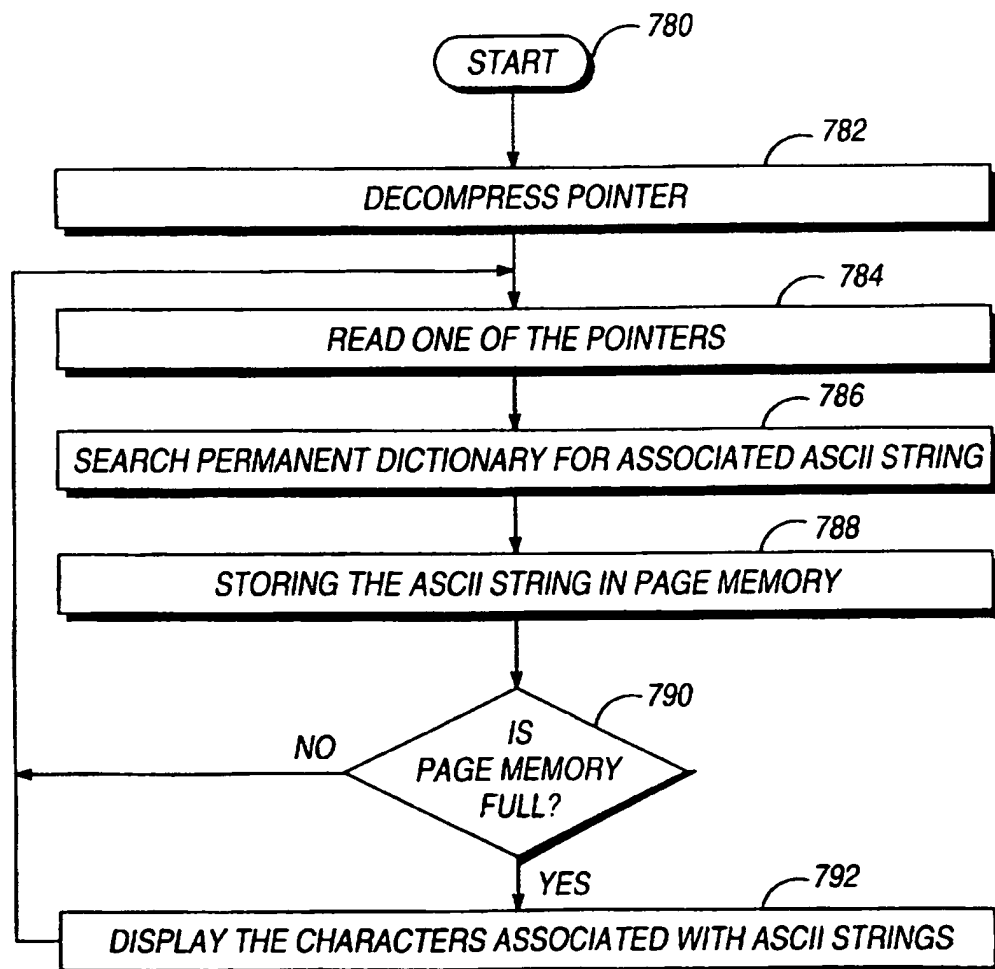 780
START
782
DECOMPRESS POINTER
784
READ ONE OF THE POINTERS
786
SEARCH PERMANENT DICTIONARY FOR ASSOCIATED ASCII STRING
788
STORING THE ASCII STRING IN PAGE MEMORY
790
IS
PAGE MEMORY
FULL?
NO
YES
792
DISPLAY THE CHARACTERS ASSOCIATED WITH ASCII STRINGS